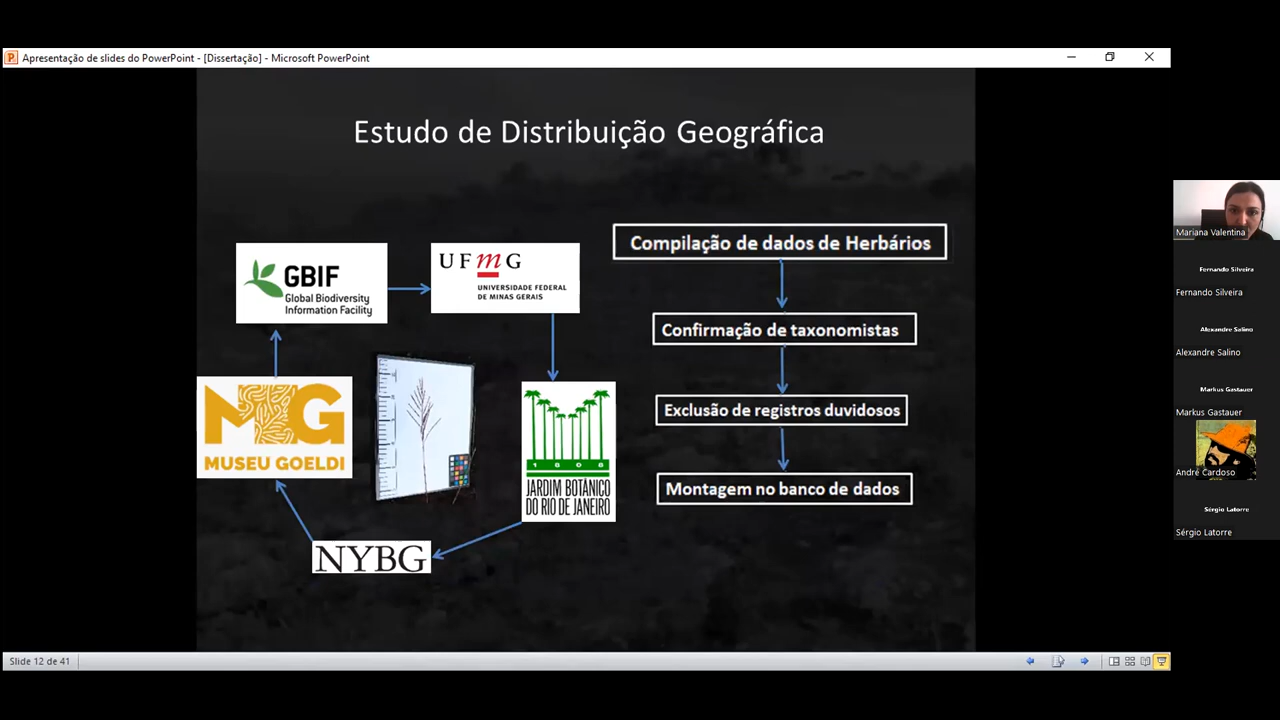 Apresentação de slides do PowerPoint - [Dissertação] - Microsoft PowerPoint
Estudo de Distribuição Geográfica
GBIF
Global Biodiversity
Information Facility
UFmG
UNIVERSIDADE FEDERAL
DE MINAS GERAIS
MG
MUSEU GOELDI
1808
JARDIM BOTÂNICO
DO RIO DE JANEIRO
NYBG
Compilação de dados de Herbários
Confirmação de taxonomistas
Exclusão de registros duvidosos
Montagem no banco de dados
Mariana Valentina
Fernando Silveira
Fernando Silveira
Alexandre Salino
Alexandre Salino
Markus Gastauer
Markus Gastauer
André Cardoso
Sérgio Latorre
Sérgio Latorre
Slide 12 de 41